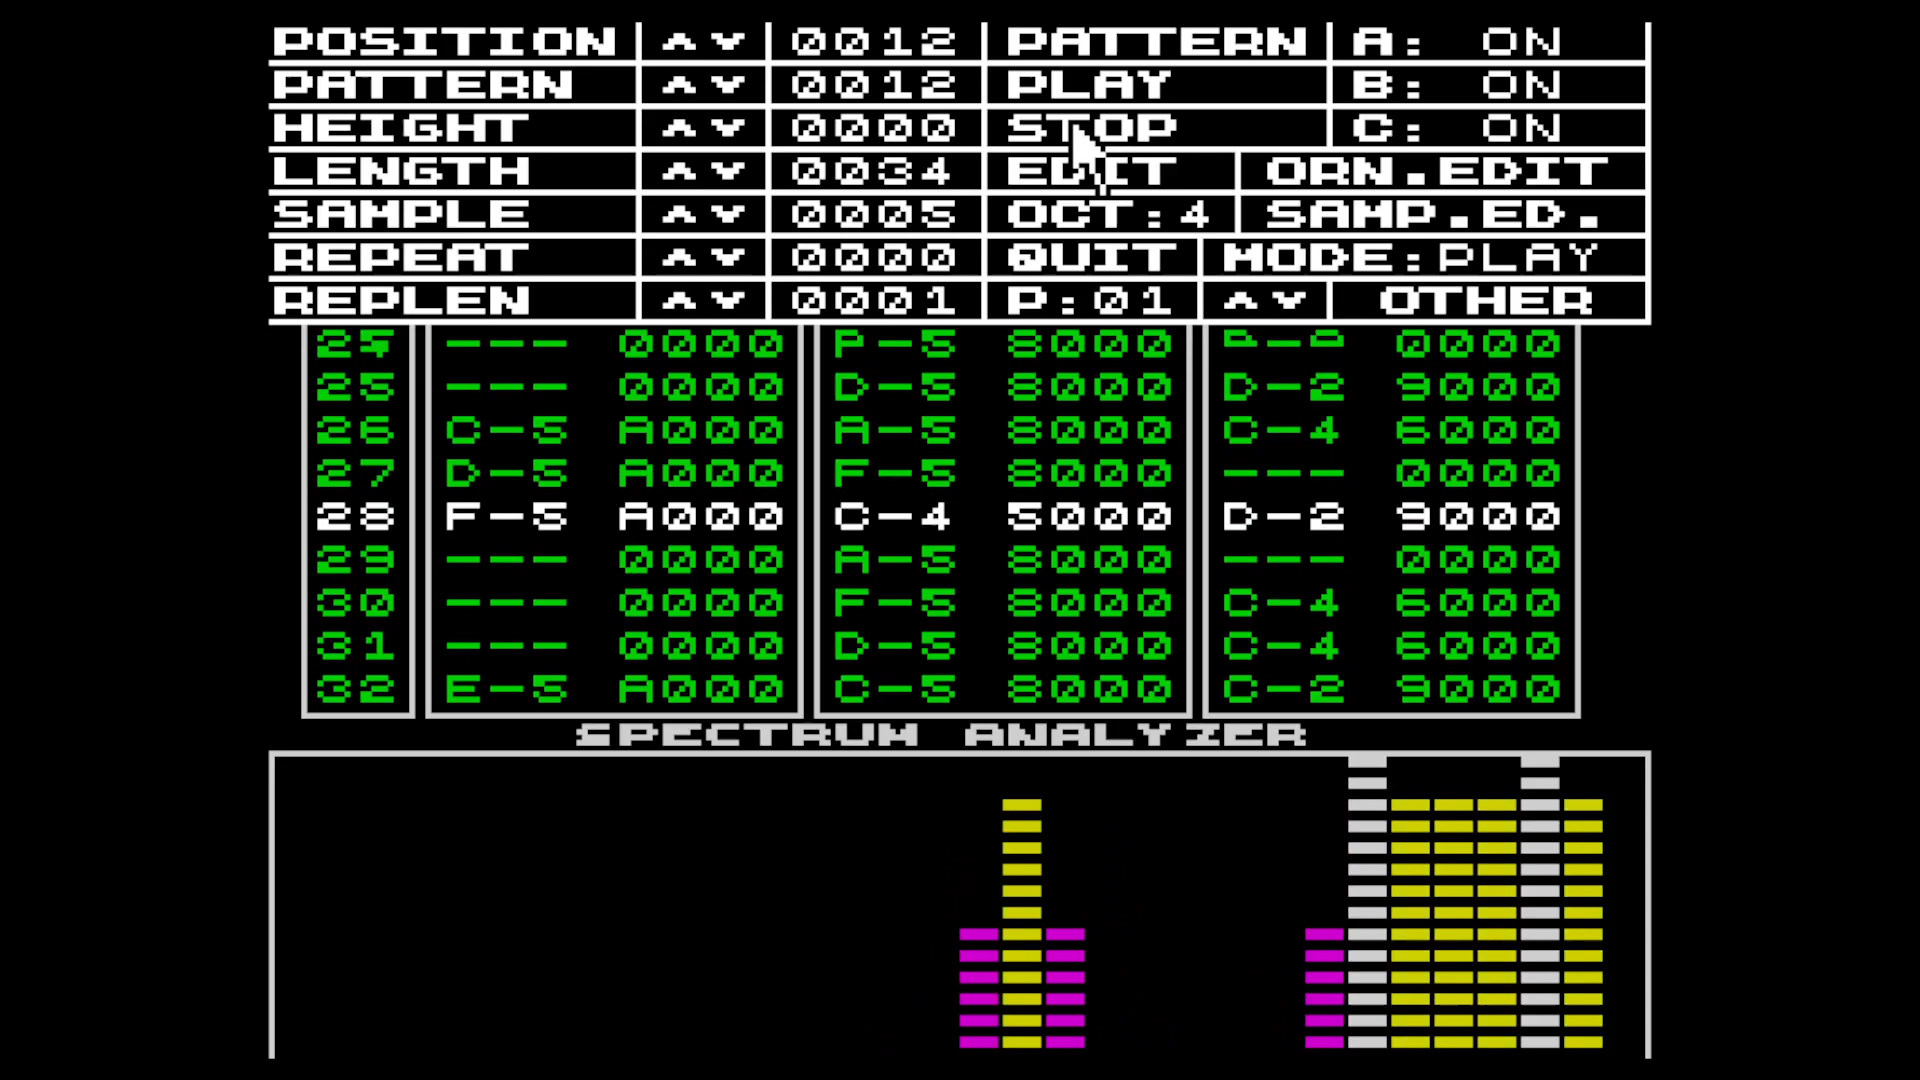 POSITION ^ v 0012 PATTERN A: ON
PATTERN ^ v 0012 PLAY B: ON
HEIGHT ^ v 0000 STOP C: ON
LENGTH ^ v 0034 EDIT ORN.EDIT
SAMPLE ^ v 0005 OCT:4 SAMP.ED.
REPEAT ^ v 0000 QUIT MODE:PLAY
REPLEN ^ v 0001 P:01 ^ v OTHER
--- 0000 8000 0000
25 --- 0000 D-5 8000 D-2 9000
26 C-5 A000 A-5 8000 C-4 6000
27 D-5 A000 F-5 8000 --- 0000
28 F-5 A000 C-4 5000 D-2 9000
29 --- 0000 A-5 8000 --- 0000
30 --- 0000 F-5 8000 C-4 6000
31 --- 0000 D-5 8000 C-4 6000
32 E-5 A000 C-5 8000 C-2 9000
SPECTRUM ANALYZER